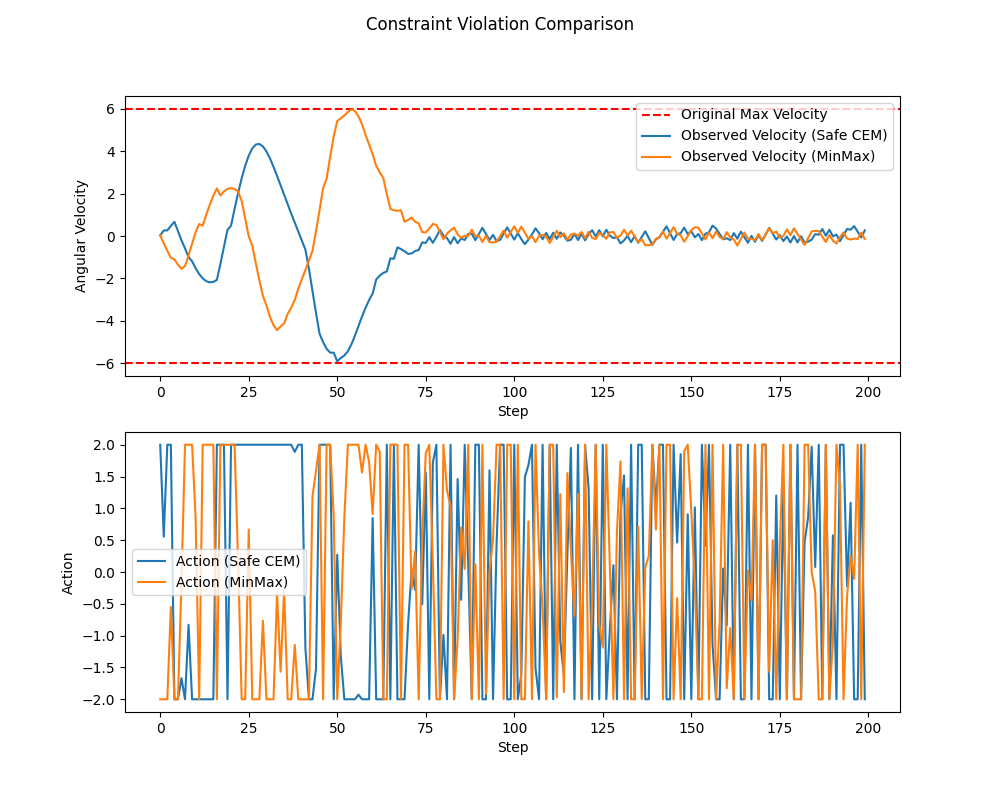 Constraint Violation Comparison
6
4
2
0
−2
−4
−6
Angular Velocity
Original Max Velocity
Observed Velocity (Safe CEM)
Observed Velocity (MinMax)
0 25 50 75 100 125 150 175 200
Step
2.0
1.5
1.0
0.5
0.0
−0.5
−1.0
−1.5
−2.0
Action
Action (Safe CEM)
Action (MinMax)
0 25 50 75 100 125 150 175 200
Step